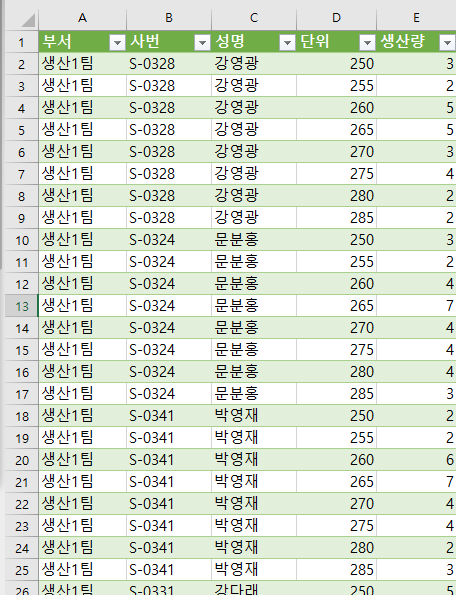 A B C D E
1 부서 사번 성명 단위 생산량
2 생산1팀 S-0328 강영광 250 3
3 생산1팀 S-0328 강영광 255 2
4 생산1팀 S-0328 강영광 260 5
5 생산1팀 S-0328 강영광 265 5
6 생산1팀 S-0328 강영광 270 3
7 생산1팀 S-0328 강영광 275 4
8 생산1팀 S-0328 강영광 280 2
9 생산1팀 S-0328 강영광 285 2
10 생산1팀 S-0324 문분홍 250 3
11 생산1팀 S-0324 문분홍 255 2
12 생산1팀 S-0324 문분홍 260 4
13 생산1팀 S-0324 문분홍 265 7
14 생산1팀 S-0324 문분홍 270 4
15 생산1팀 S-0324 문분홍 275 4
16 생산1팀 S-0324 문분홍 280 4
17 생산1팀 S-0324 문분홍 285 3
18 생산1팀 S-0341 박영재 250 2
19 생산1팀 S-0341 박영재 255 2
20 생산1팀 S-0341 박영재 260 6
21 생산1팀 S-0341 박영재 265 7
22 생산1팀 S-0341 박영재 270 4
23 생산1팀 S-0341 박영재 275 4
24 생산1팀 S-0341 박영재 280 2
25 생산1팀 S-0341 박영재 285 3
26 생산1팀 S-0331 강다래 250 5